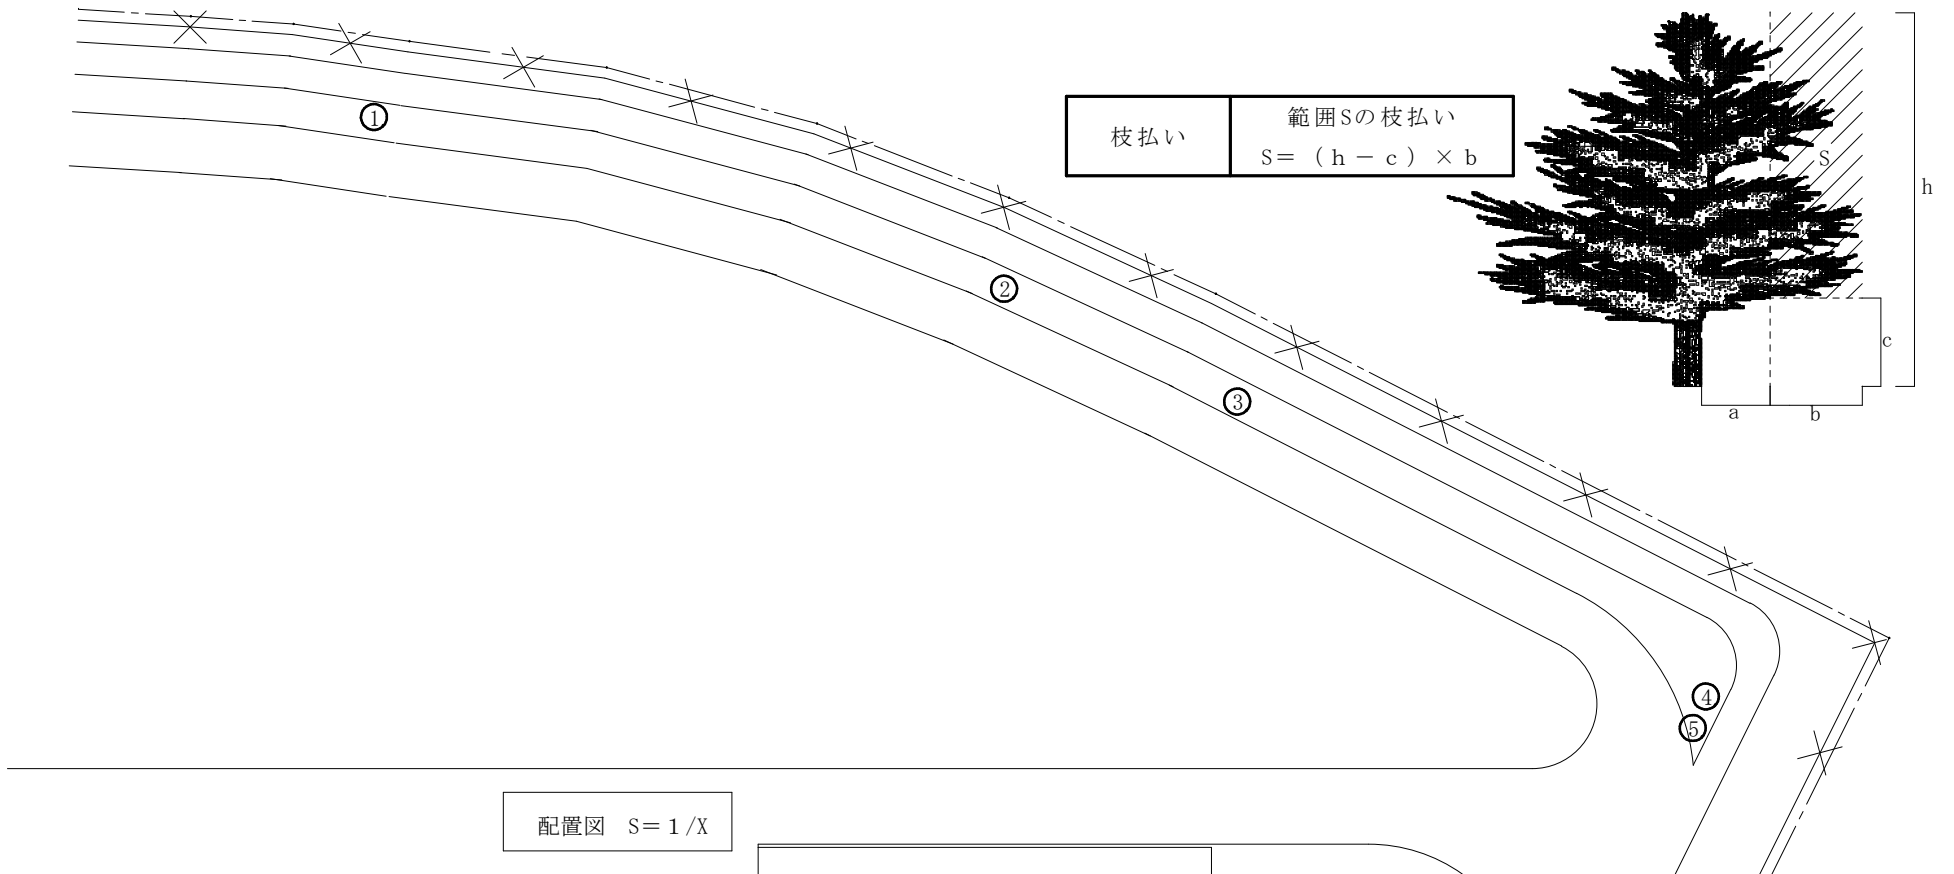 ①
枝払い
範囲Sの枝払い
S=(h－c)×b
S
h
②
c
③
a
b
④
⑤
配置図　S=1/X